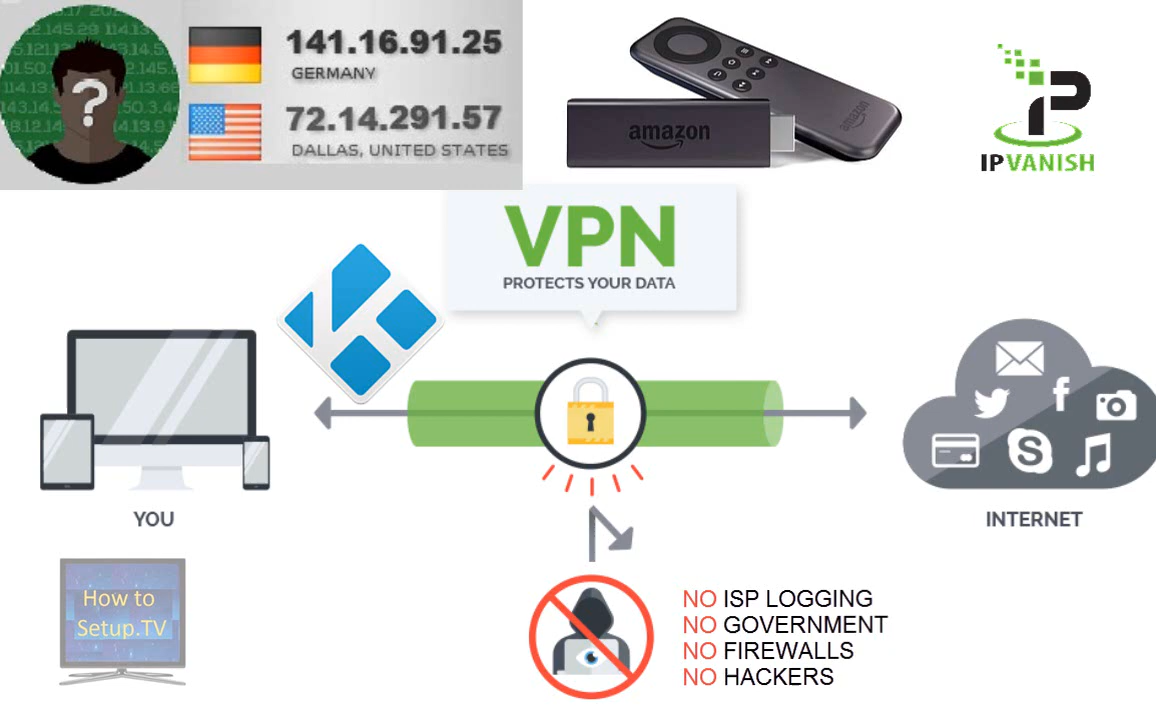 141.16.91.25
GERMANY
72.14.291.57
DALLAS, UNITED STATES
amazon
amazon
IPVANISH
VPN
PROTECTS YOUR DATA
YOU
INTERNET
How to
Setup.TV
NO ISP LOGGING
NO GOVERNMENT
NO FIREWALLS
NO HACKERS